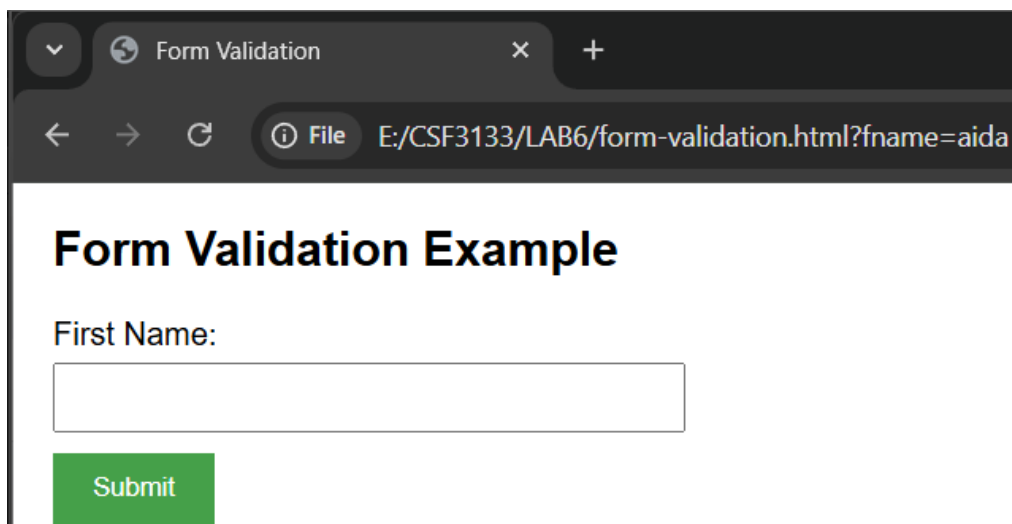 Form Validation
File E:/CSF3133/LAB6/form-validation.html?fname=aida
Form Validation Example
First Name:
Submit